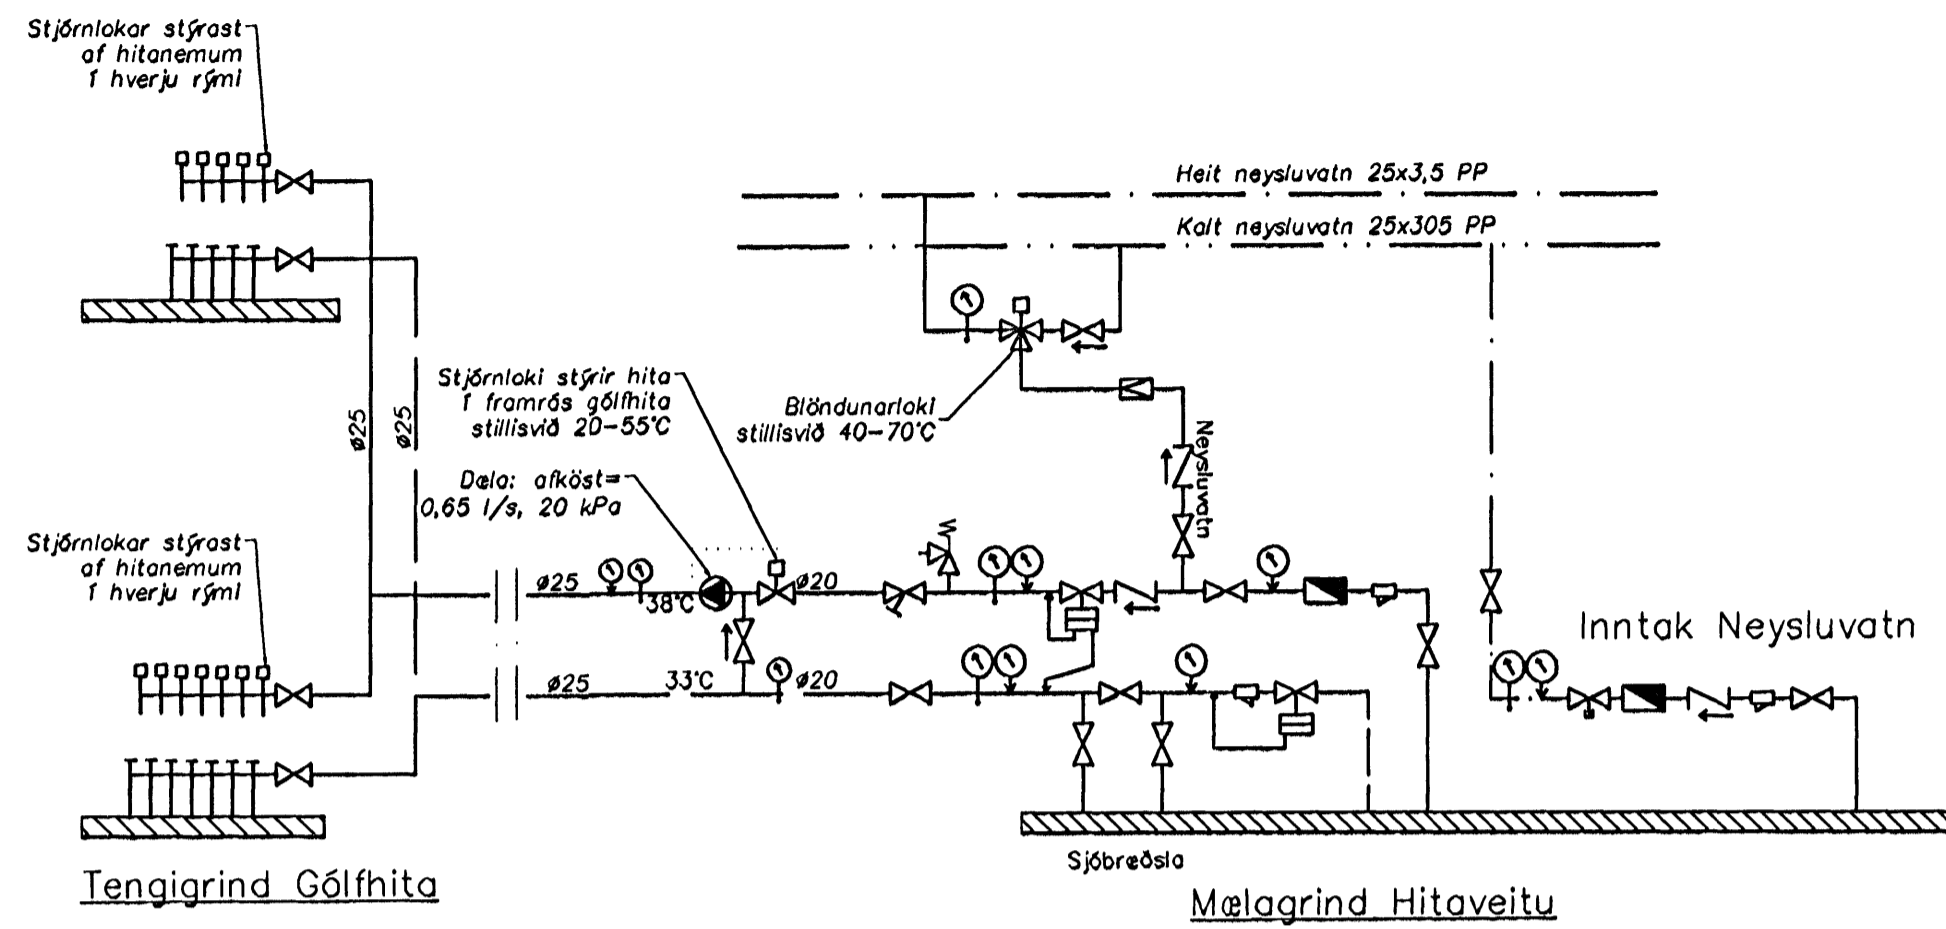 Stjórnlokar stýrast
af hitanemum
í hverju rými
Heit neysluvatn 25x3,5 PP
Kalt neysluvatn 25x305 PP
Stjórnloki stýrir hita
í framrás gólfhita
stillisvið 20-55°C
Blöndunarloki
stillisvið 40-70°C
ø25
ø25
Neysluvatn
Dæla: afköst=
0,65 l/s, 20 kPa
Stjórnlokar stýrast
af hitanemum
í hverju rými
ø25
38°C
ø20
Inntak Neysluvatn
ø25
33°C
ø20
Sjóbræðsla
Tengigrind Gólfhita
Mælagrind Hitaveitu